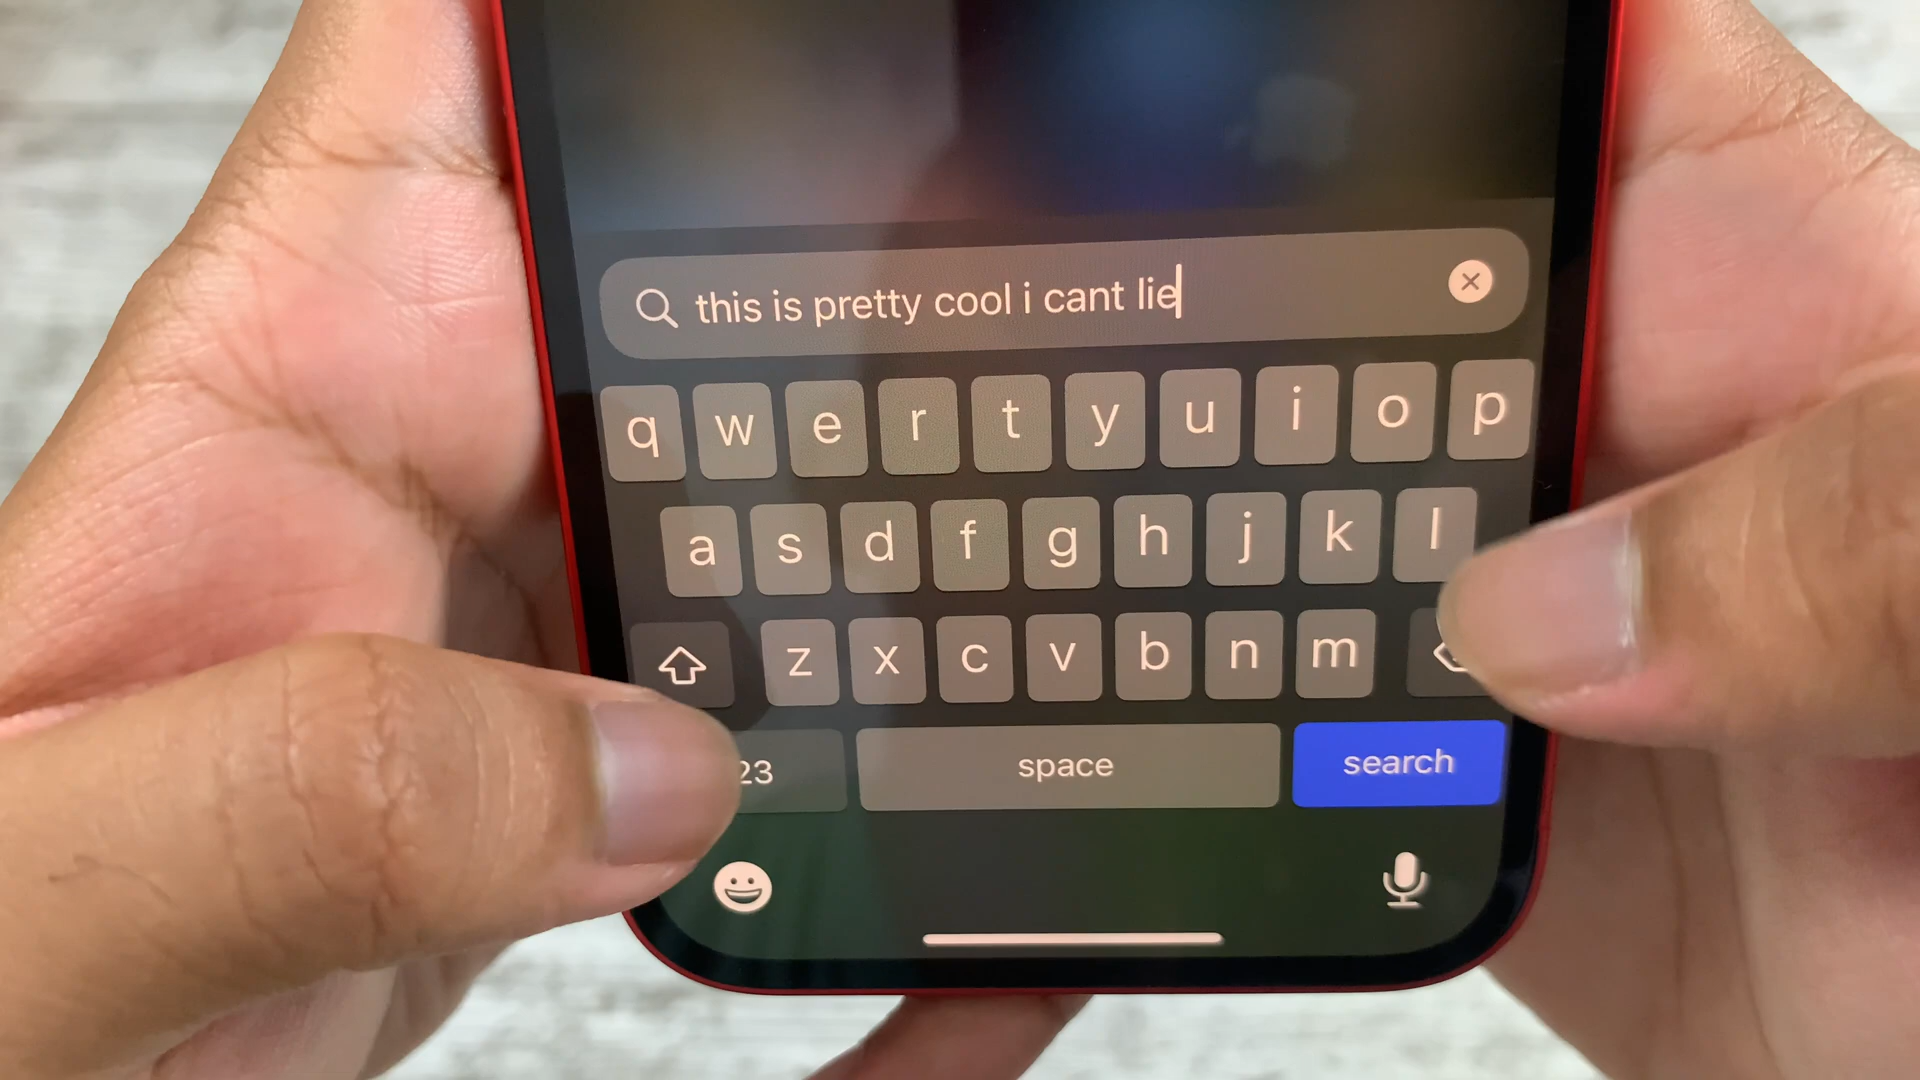 this is pretty cool i cant lie
q w e r t y u i o p
a s d f g h j k l
z x c v b n m
23 space search